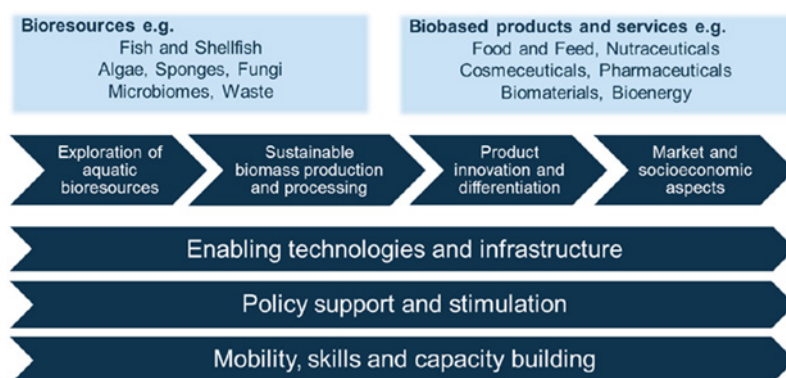 Bioresources e.g.
Fish and Shellfish
Algae, Sponges, Fungi
Microbiomes, Waste
Biobased products and services e.g.
Food and Feed, Nutraceuticals
Cosmeceuticals, Pharmaceuticals
Biomaterials, Bioenergy
Exploration of
aquatic
bioresources
Sustainable
biomass production
and processing
Product
innovation and
differentiation
Market and
socioeconomic
aspects
Enabling technologies and infrastructure
Policy support and stimulation
Mobility, skills and capacity building